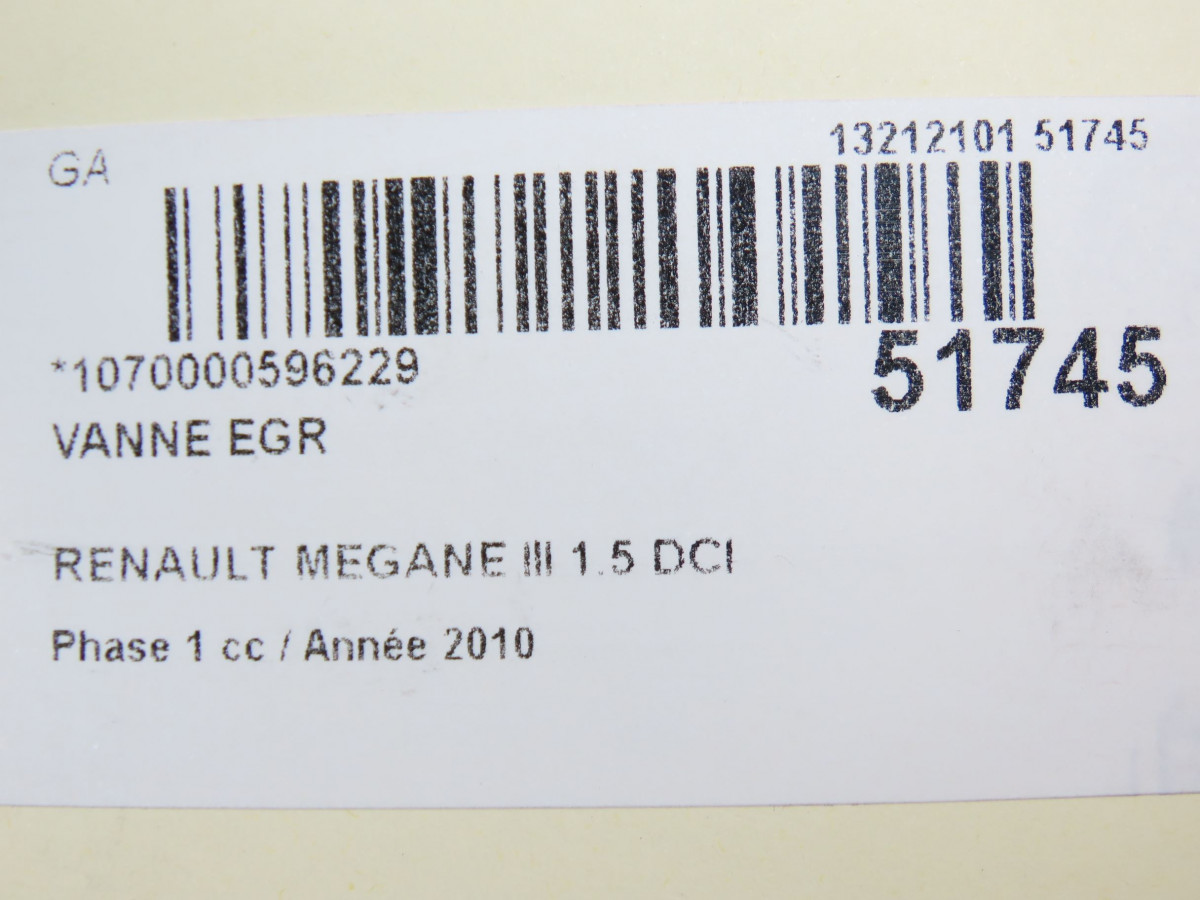 GA
13212101 51745
*1070000596229
51745
VANNE EGR
RENAULT MEGANE III 1.5 DCI
Phase 1 cc / Année 2010